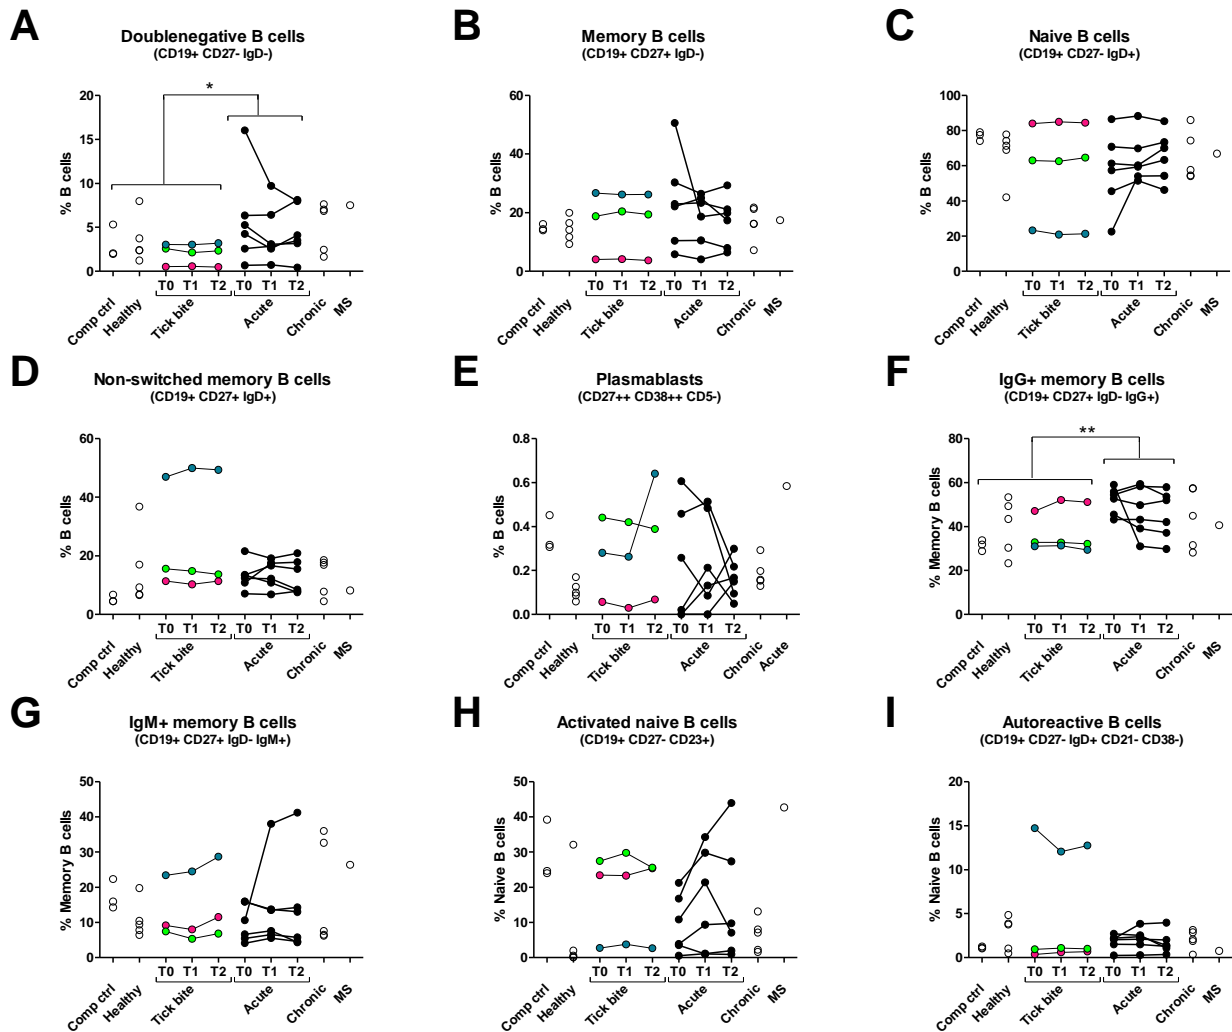 A
Doublenegative B cells
(CD19+ CD27- IgD-)
*
% B cells
20
15
10
5
0
T0 T1 T2 T0 T1 T2
Comp ctrl Healthy Tick bite Acute Chronic MS
B
Memory B cells
(CD19+ CD27+ IgD-)
% B cells
60
40
20
0
T0 T1 T2 T0 T1 T2
Comp ctrl Healthy Tick bite Acute Chronic MS
C
Naive B cells
(CD19+ CD27- IgD+)
% B cells
100
80
60
40
20
0
T0 T1 T2 T0 T1 T2
Comp ctrl Healthy Tick bite Acute Chronic MS
D
Non-switched memory B cells
(CD19+ CD27+ IgD+)
% B cells
60
40
20
0
T0 T1 T2 T0 T1 T2
Comp ctrl Healthy Tick bite Acute Chronic MS
E
Plasmablasts
(CD27++ CD38++ CD5-)
% B cells
0.8
0.6
0.4
0.2
0.0
T0 T1 T2 T0 T1 T2
Comp ctrl Healthy Tick bite Acute Chronic Acute
F
IgG+ memory B cells
(CD19+ CD27+ IgD- IgG+)
**
% Memory B cells
80
60
40
20
0
T0 T1 T2 T0 T1 T2
Comp ctrl Healthy Tick bite Acute Chronic MS
G
IgM+ memory B cells
(CD19+ CD27+ IgD- IgM+)
% Memory B cells
50
40
30
20
10
0
T0 T1 T2 T0 T1 T2
Comp ctrl Healthy Tick bite Acute Chronic MS
H
Activated naive B cells
(CD19+ CD27- CD23+)
% Naive B cells
50
40
30
20
10
0
T0 T1 T2 T0 T1 T2
Comp ctrl Healthy Tick bite Acute Chronic MS
I
Autoreactive B cells
(CD19+ CD27- IgD+ CD21- CD38-)
% Naive B cells
20
15
10
5
0
T0 T1 T2 T0 T1 T2
Comp ctrl Healthy Tick bite Acute Chronic MS